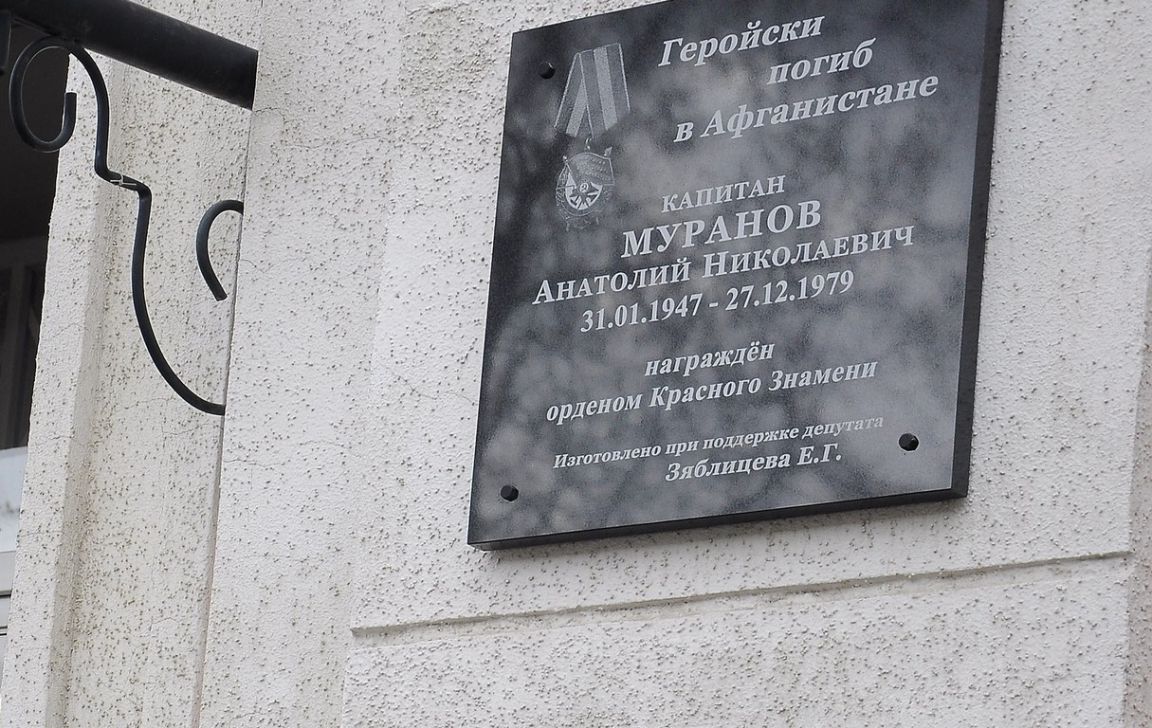 Геройски
погиб
в Афганистане
КАПИТАН
МУРАНОВ
АНАТОЛИЙ НИКОЛАЕВИЧ
31.01.1947 - 27.12.1979
награждён
орденом Красного Знамени
Изготовлено при поддержке депутата
Зяблицева Е.Г.